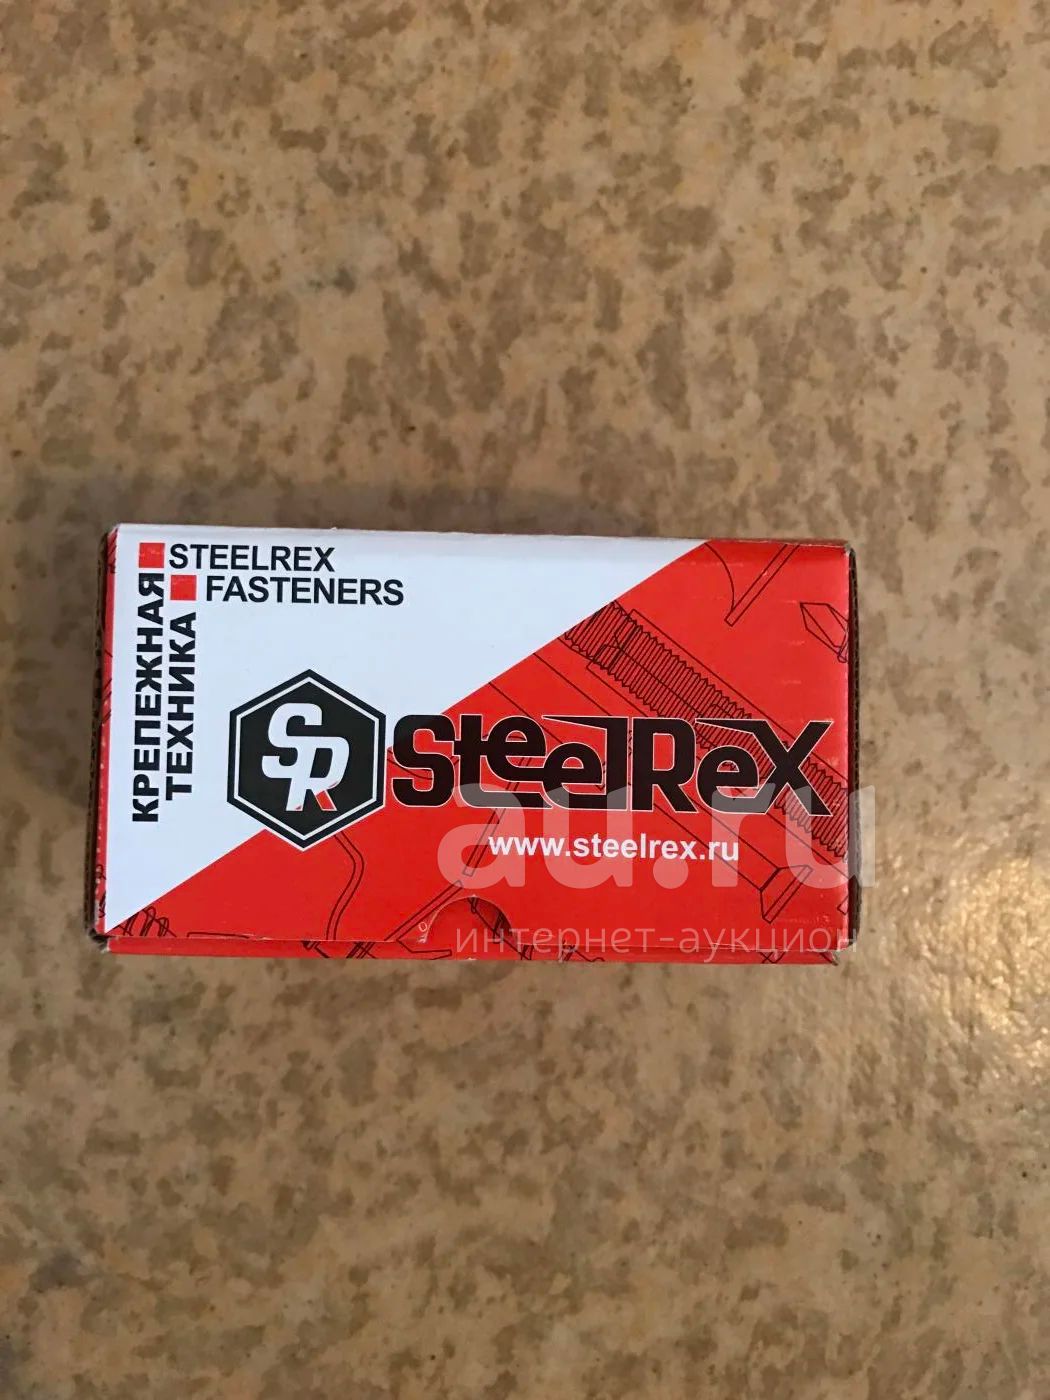 STEELREX
FASTENERS
КРЕПЕЖНАЯ
ТЕХНИКА
SR
SteelRex
www.steelrex.ru
au.ru
интернет-аукцион